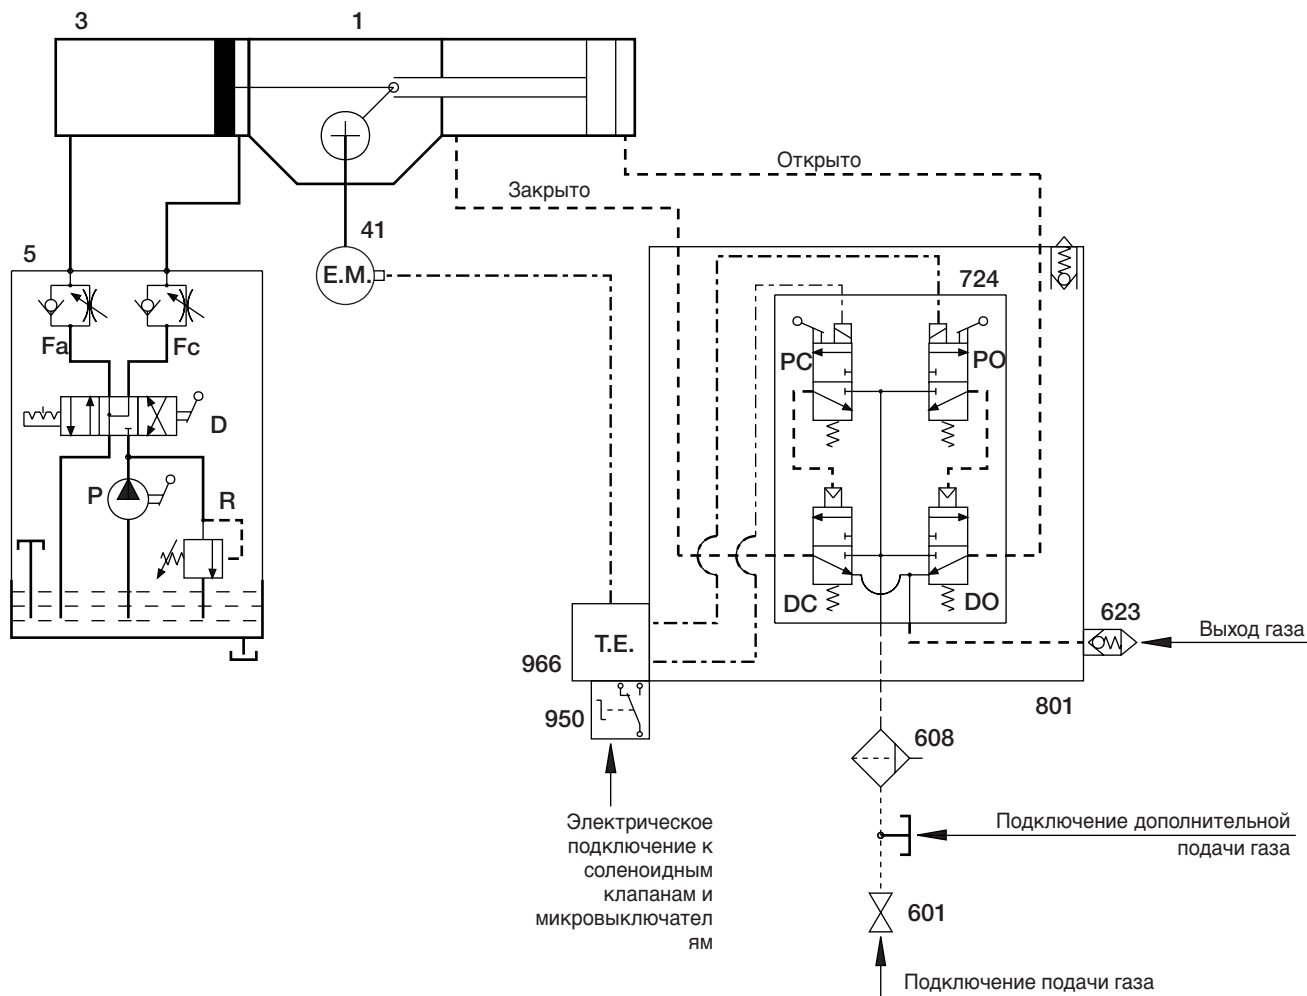 3
1
Открыто
Закрыто
41
5
E.M.
724
Fa
Fc
PC
PO
D
P
R
DC
DO
623
Выход газа
T.E.
966
801
950
608
Электрическое
подключение к
соленоидным
клапанам и
микровыключател
ям
Подключение дополнительной
подачи газа
601
Подключение подачи газа